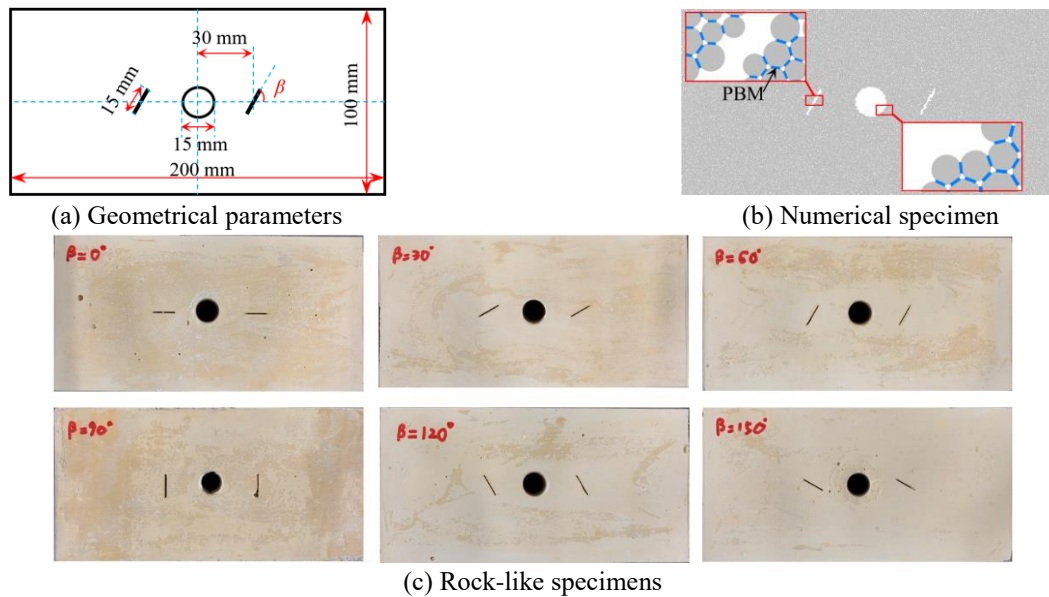 30 mm
β
15 mm
100 mm
15 mm
200 mm
PBM
(a) Geometrical parameters
(b) Numerical specimen
β=0°
β=30°
β=60°
β=90°
β=120°
β=150°
(c) Rock-like specimens